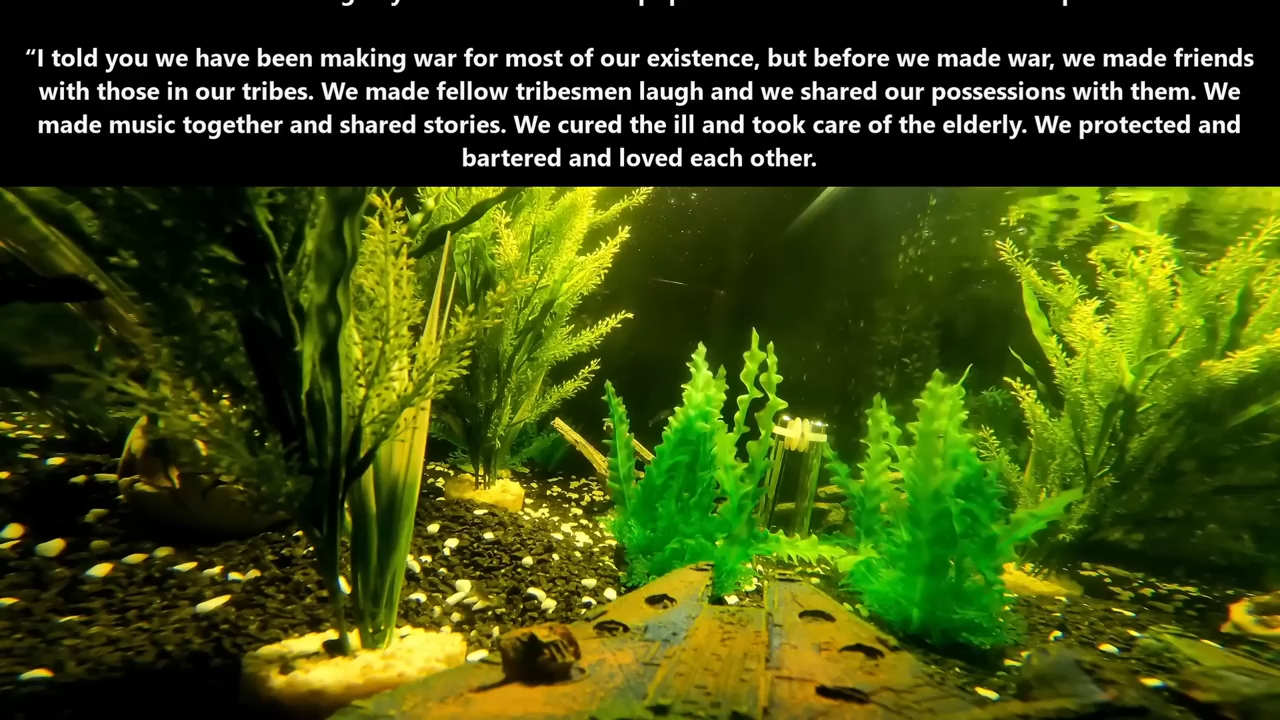 “I told you we have been making war for most of our existence, but before we made war, we made friends
with those in our tribes. We made fellow tribesmen laugh and we shared our possessions with them. We
made music together and shared stories. We cured the ill and took care of the elderly. We protected and
bartered and loved each other.